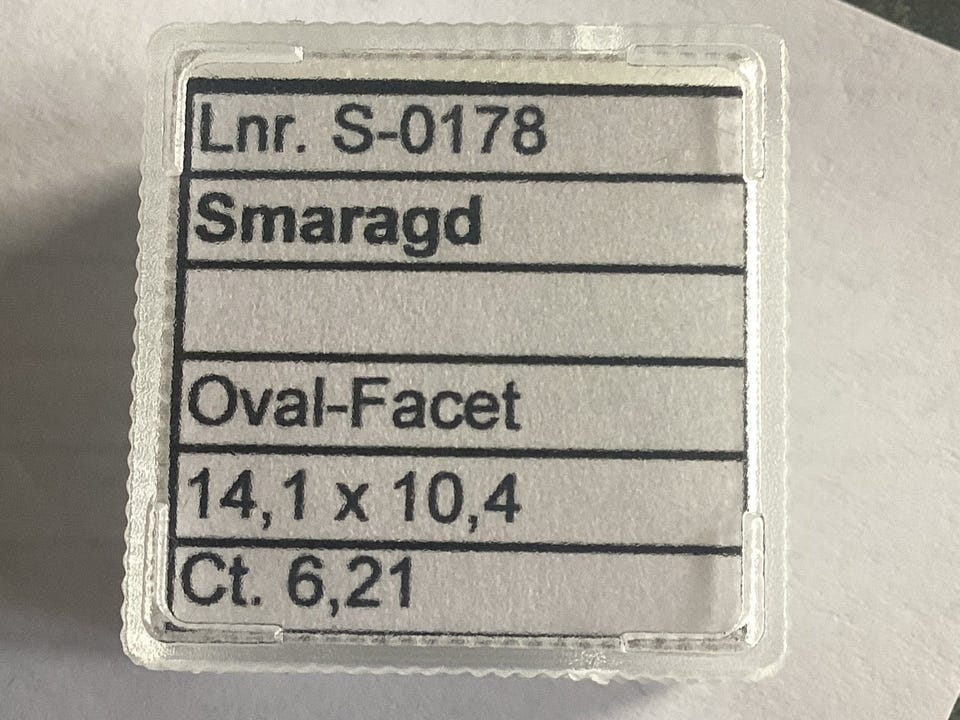 Lnr. S-0178
Smaragd
Oval-Facet
14,1 x 10,4
Ct. 6,21